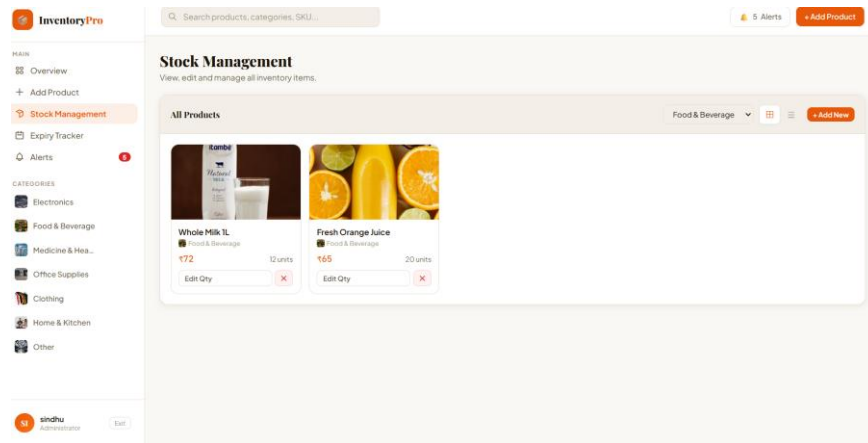 InventoryPro
Search products, categories, SKU...
5 Alerts
+ Add Product
MAIN
Overview
Add Product
Stock Management
Expiry Tracker
Alerts
5
CATEGORIES
Electronics
Food & Beverage
Medicine & Hea...
Office Supplies
Clothing
Home & Kitchen
Other
SI
sindhu
Administrator
Exit
Stock Management
View, edit and manage all inventory items.
All Products
Food & Beverage
+ Add New
itambé
Natural
MILK
Whole Milk 1L
Food & Beverage
₹72
12 units
Edit Qty
Fresh Orange Juice
Food & Beverage
₹65
20 units
Edit Qty